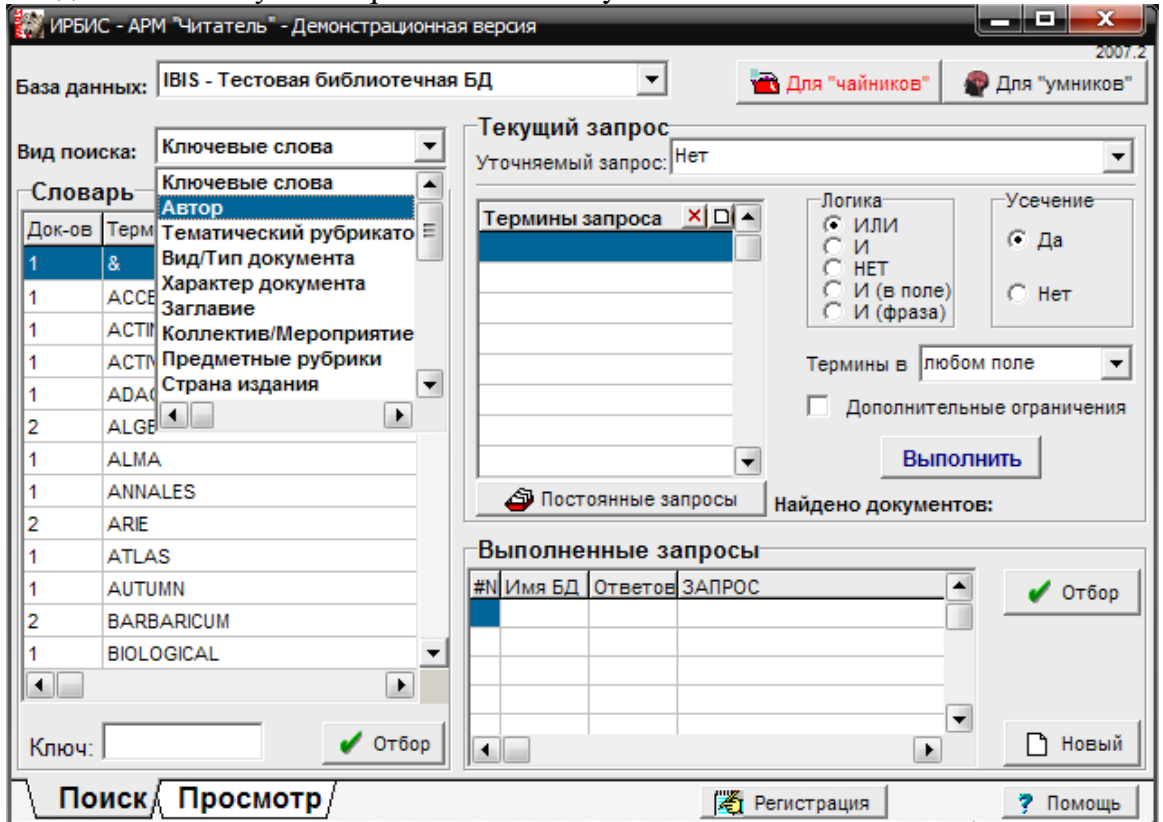 ИРБИС - АРМ "Читатель" - Демонстрационная версия
2007.2
База данных: IBIS - Тестовая библиотечная БД
Для "чайников"
Для "умников"
Вид поиска: Ключевые слова
Ключевые слова
Автор
Тематический рубрикато
Вид/Тип документа
Характер документа
Заглавие
Коллектив/Мероприятие
Предметные рубрики
Страна издания
Словарь
Док-ов Терм
1 &
1 ACCE
1 ACTI
1 ACTI
1 ADA
2 ALGE
1 ALMA
1 ANNALES
2 ARIE
1 ATLAS
1 AUTUMN
2 BARBARICUM
1 BIOLOGICAL
Ключ:
Отбор
Текущий запрос
Уточняемый запрос: Нет
Термины запроса
Логика
ИЛИ
И
НЕТ
И (в поле)
И (фраза)
Усечение
Да
Нет
Термины в любом поле
Дополнительные ограничения
Выполнить
Постоянные запросы
Найдено документов:
Выполненные запросы
#N Имя БД Ответов ЗАПРОС
Отбор
Новый
Поиск Просмотр
Регистрация
Помощь